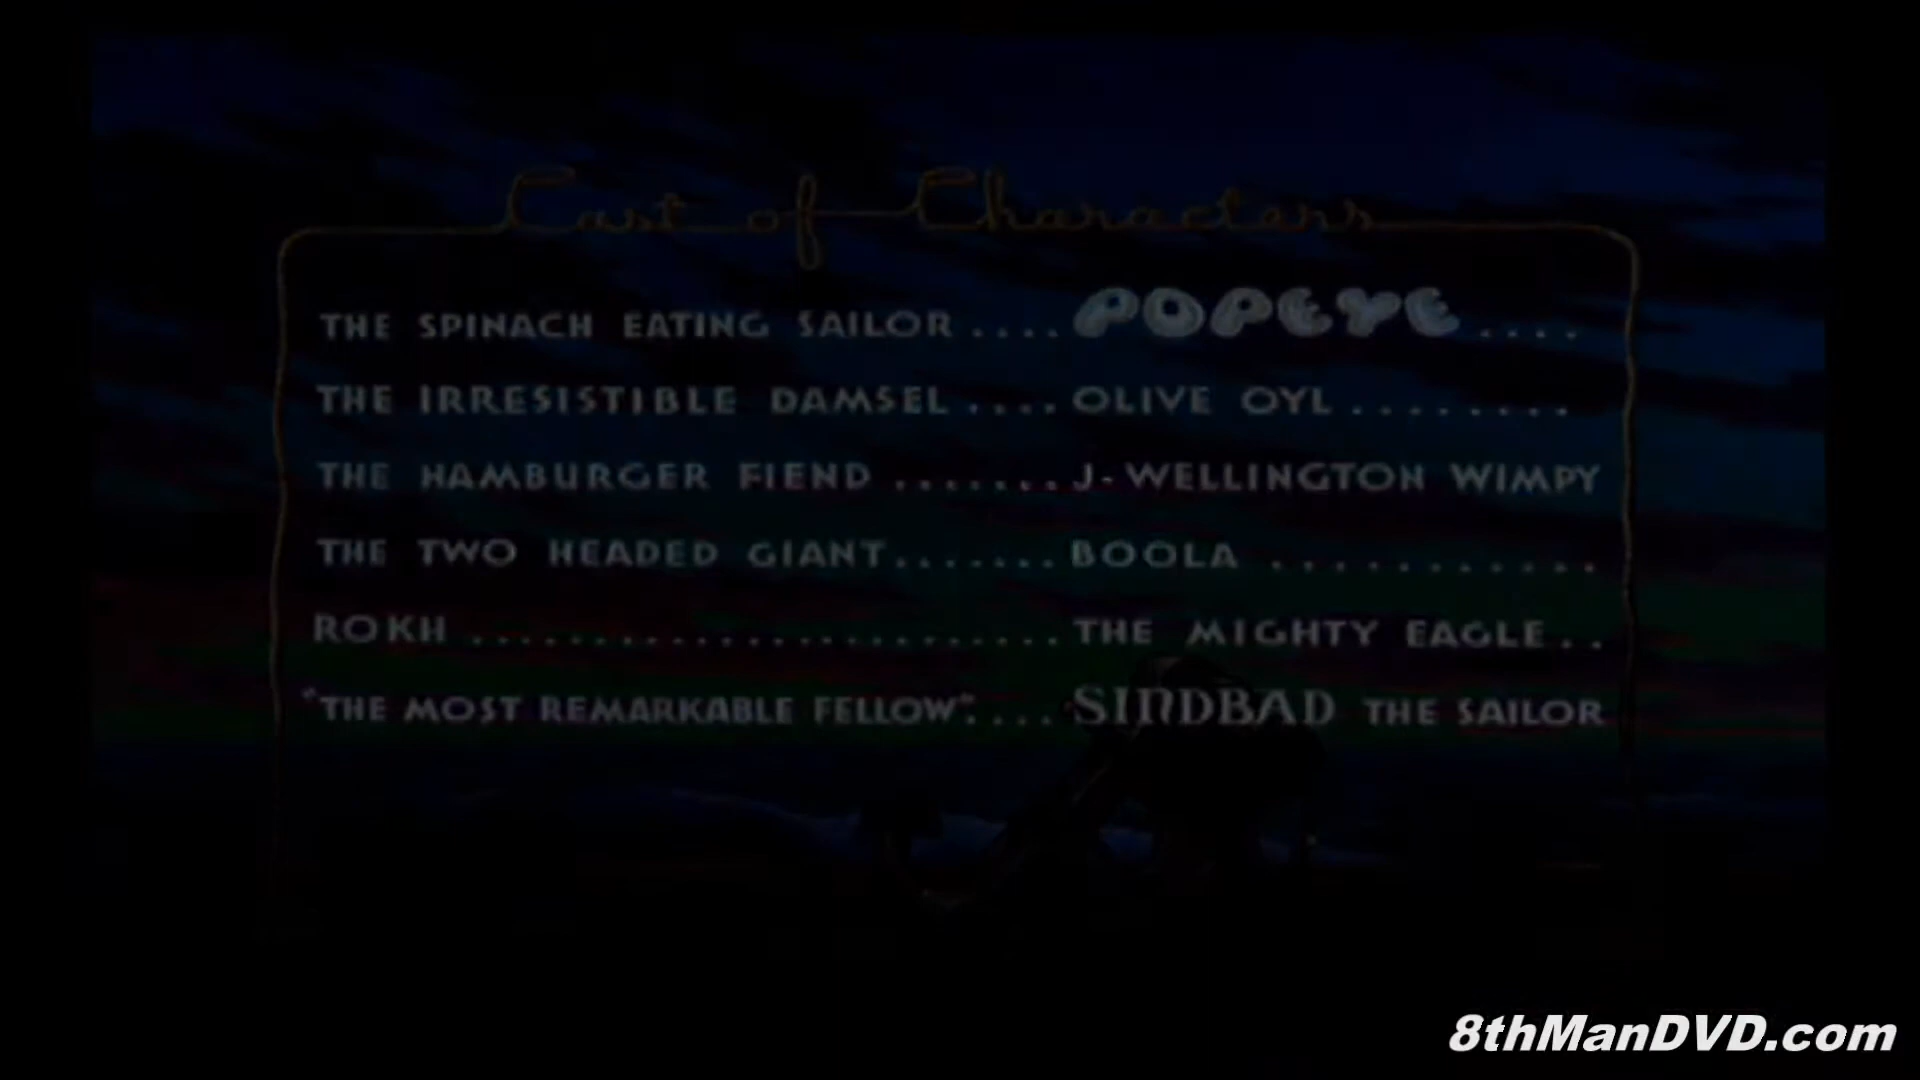 Cast of Characters
THE SPINACH EATING SAILOR .... POPEYE ....
THE IRRESISTIBLE DAMSEL .... OLIVE OYL ........
THE HAMBURGER FIEND ....... J-WELLINGTON WIMPY
THE TWO HEADED GIANT....... BOOLA ............
ROKH ......................... THE MIGHTY EAGLE..
"THE MOST REMARKABLE FELLOW".... SINDBAD THE SAILOR
8thManDVD.com